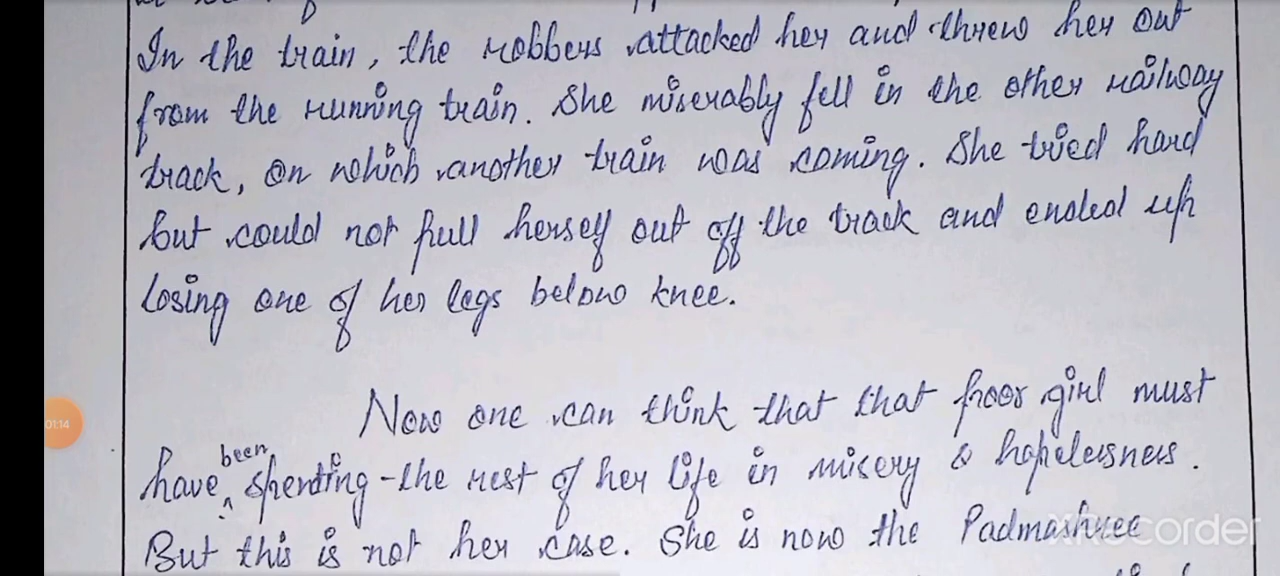 In the train, the robbers attacked her and threw her out
from the running train. She miserably fell in the other railway
track, on which another train was coming. She tried hard
but could not pull herself out off the track and ended up
losing one of her legs below knee.
Now one can think that that poor girl must
been
have ^ spending the rest of her life in misery & hopelessness.
But this is not her case. She is now the Padmashree
01:14
XRecorder